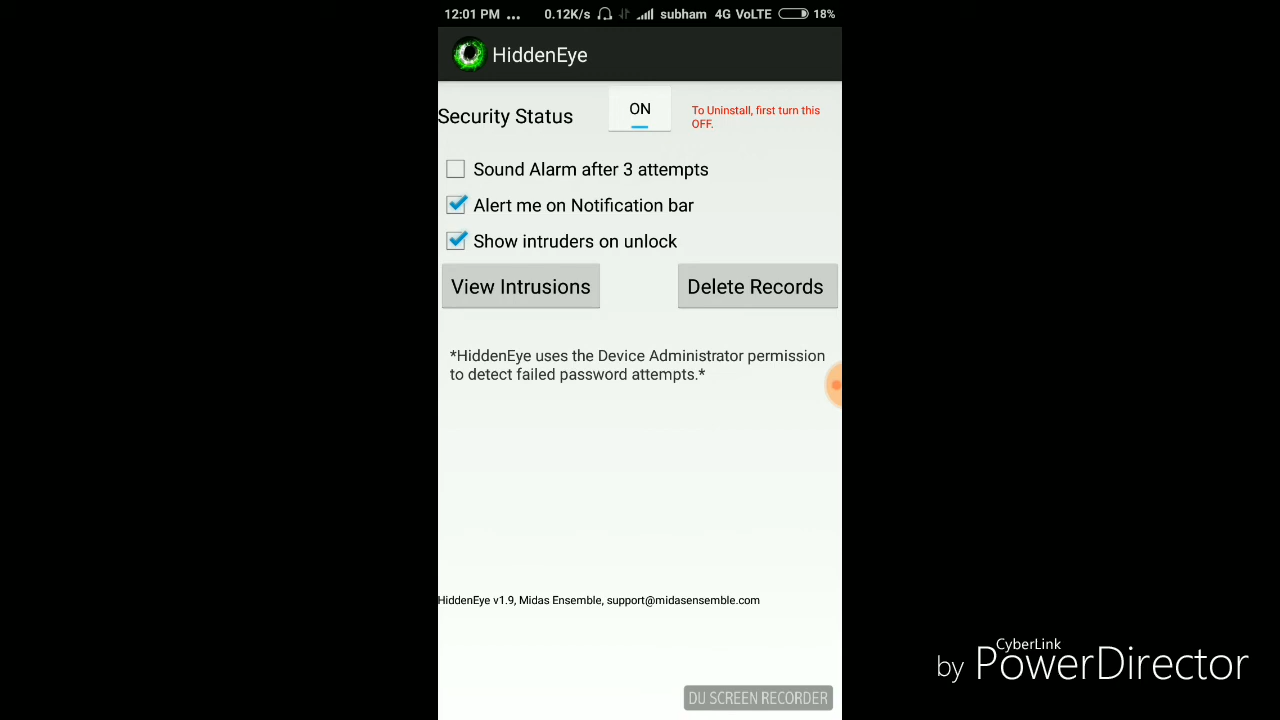 12:01 PM ... 0.12K/s subham 4G VoLTE 18%
HiddenEye
Security Status ON To Uninstall, first turn this
OFF.
Sound Alarm after 3 attempts
Alert me on Notification bar
Show intruders on unlock
View Intrusions Delete Records
*HiddenEye uses the Device Administrator permission
to detect failed password attempts.*
HiddenEye v1.9, Midas Ensemble, support@midasensemble.com
CyberLink
by PowerDirector
DU SCREEN RECORDER